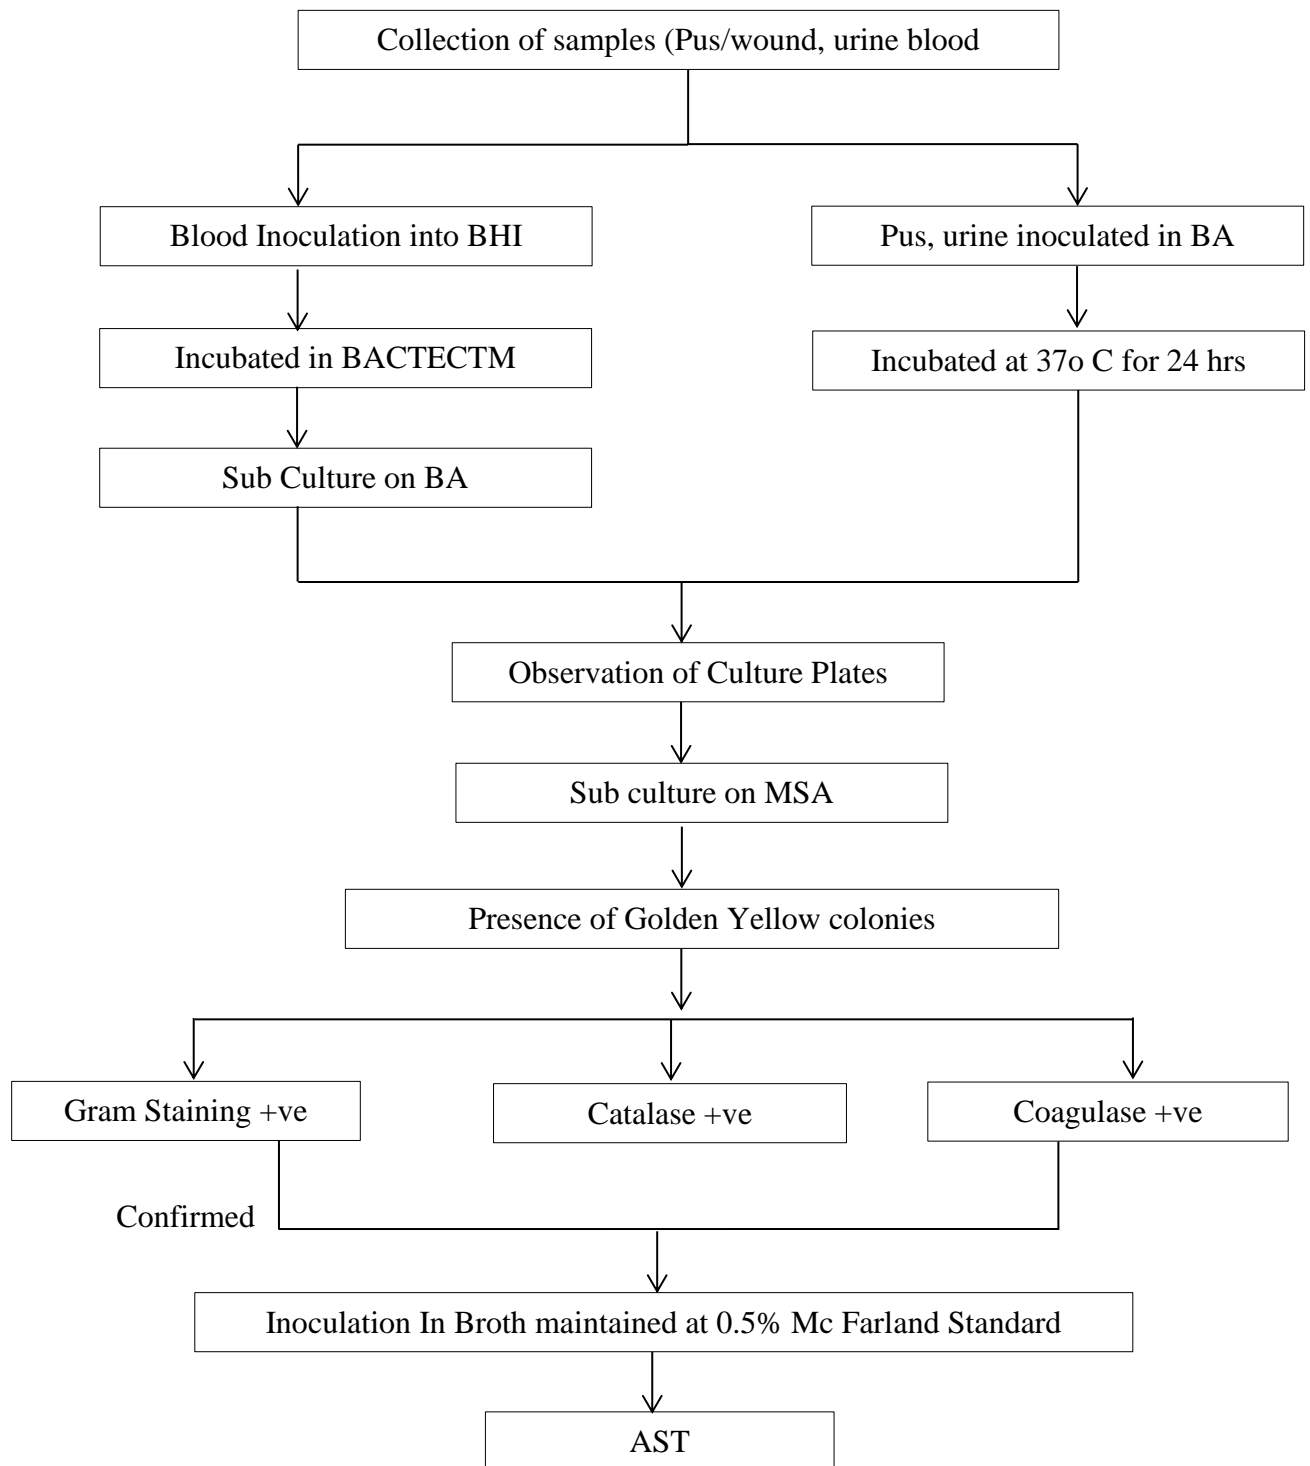 Collection of samples (Pus/wound, urine blood
Blood Inoculation into BHI
Pus, urine inoculated in BA
Incubated in BACTECTM
Incubated at 37o C for 24 hrs
Sub Culture on BA
Observation of Culture Plates
Sub culture on MSA
Presence of Golden Yellow colonies
Gram Staining +ve
Catalase +ve
Coagulase +ve
Confirmed
Inoculation In Broth maintained at 0.5% Mc Farland Standard
AST